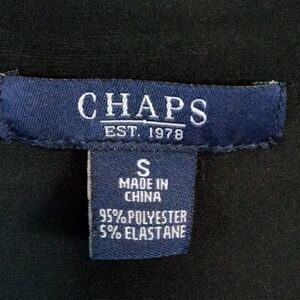 CHAPS
EST. 1978
S
MADE IN
CHINA
95% POLYESTER
5% ELASTANE